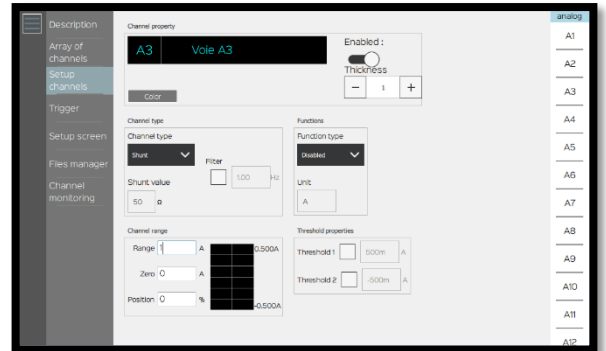 Description
Array of
channels
Setup
channels
Trigger
Setup screen
Files manager
Channel
monitoring
Channel property
A3 Voie A3
Color
Enabled :
Thickness
− 1 +
Channel type
Channel type
Shunt
Filter
1.00 Hz
Shunt value
50 Ω
Functions
Function type
Disabled
Unit
A
Channel range
Range 1 A
Zero 0 A
Position 0 %
0.500A
-0.500A
Threshold properties
Threshold 1 500m A
Threshold 2 -500m A
analog
A1
A2
A3
A4
A5
A6
A7
A8
A9
A10
A11
A12